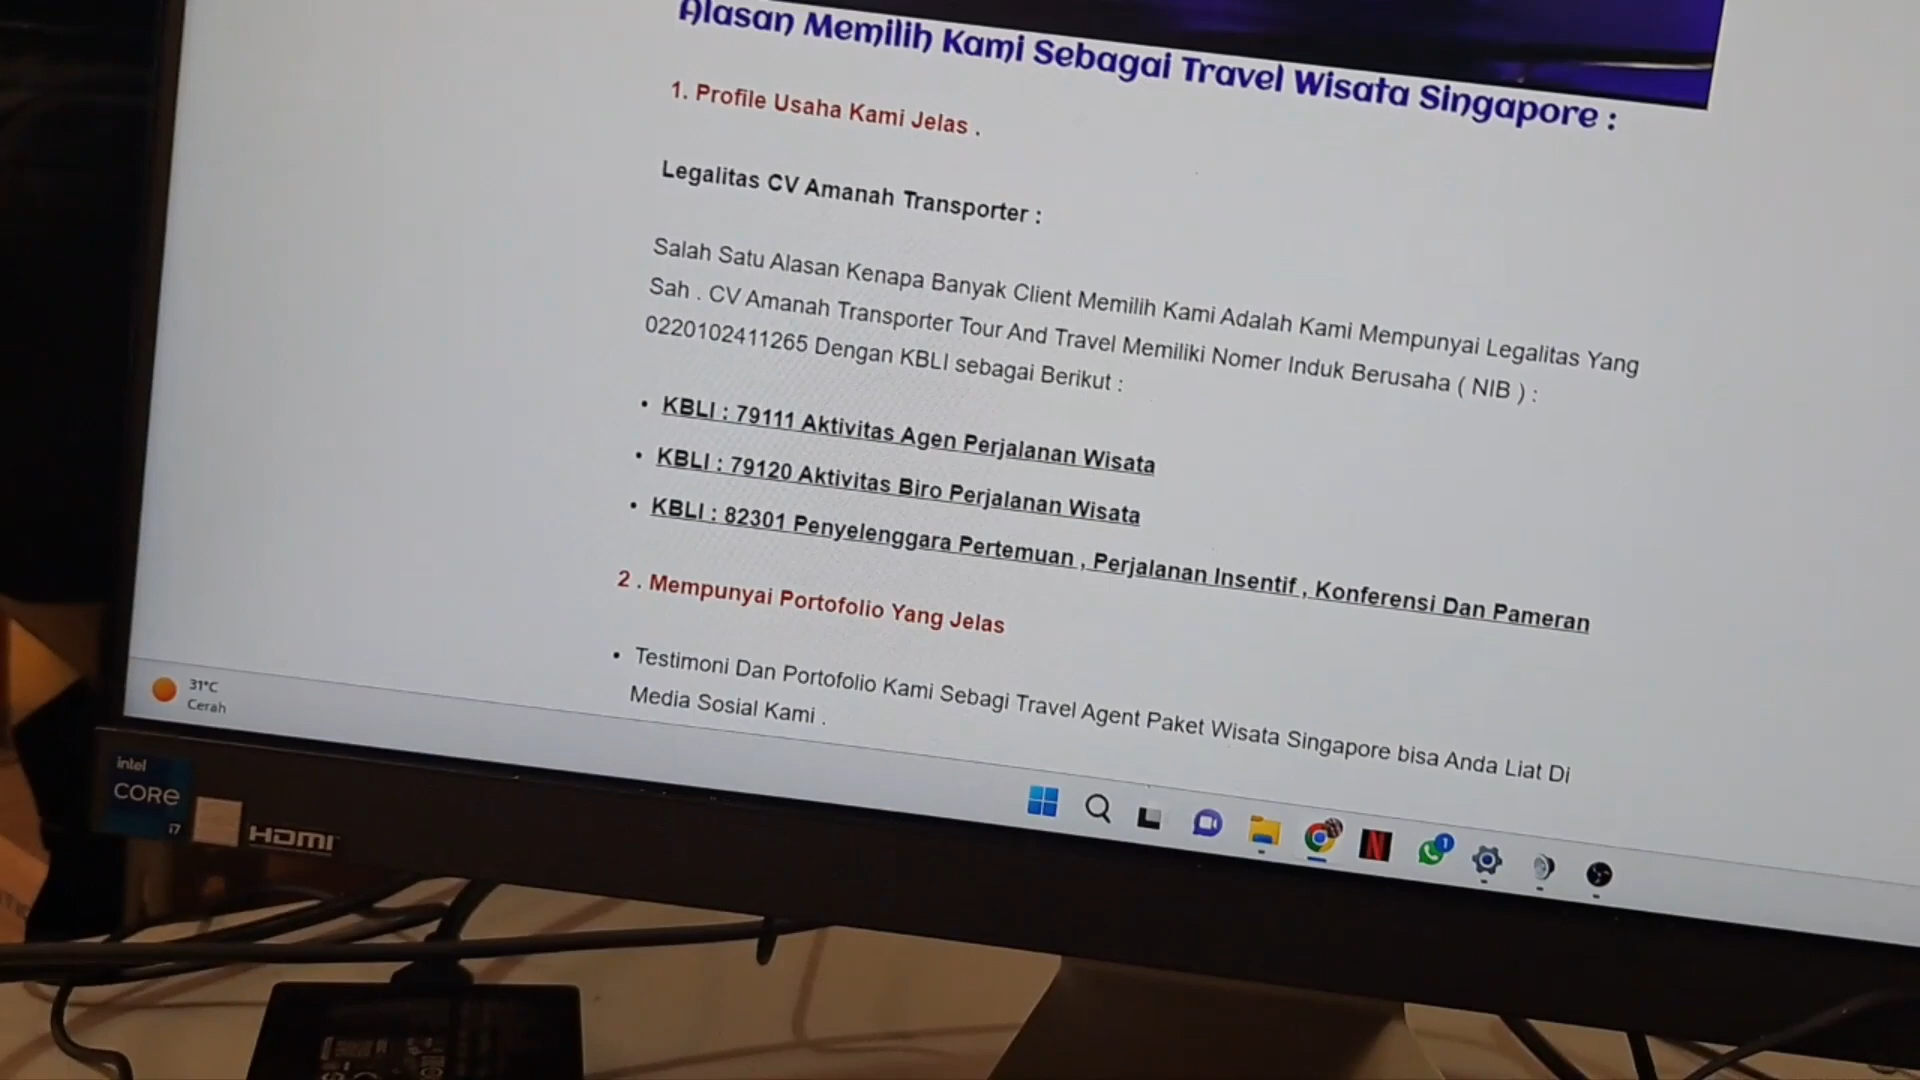 Alasan Memilih Kami Sebagai Travel Wisata Singapore :
1. Profile Usaha Kami Jelas .
Legalitas CV Amanah Transporter :
Salah Satu Alasan Kenapa Banyak Client Memilih Kami Adalah Kami Mempunyai Legalitas Yang
Sah . CV Amanah Transporter Tour And Travel Memiliki Nomer Induk Berusaha ( NIB ) :
0220102411265 Dengan KBLI sebagai Berikut :
• KBLI : 79111 Aktivitas Agen Perjalanan Wisata
• KBLI : 79120 Aktivitas Biro Perjalanan Wisata
• KBLI : 82301 Penyelenggara Pertemuan , Perjalanan Insentif , Konferensi Dan Pameran
2 . Mempunyai Portofolio Yang Jelas
• Testimoni Dan Portofolio Kami Sebagi Travel Agent Paket Wisata Singapore bisa Anda Liat Di
Media Sosial Kami .
31°C
Cerah
intel
CORE
i7
HDMI
N
1